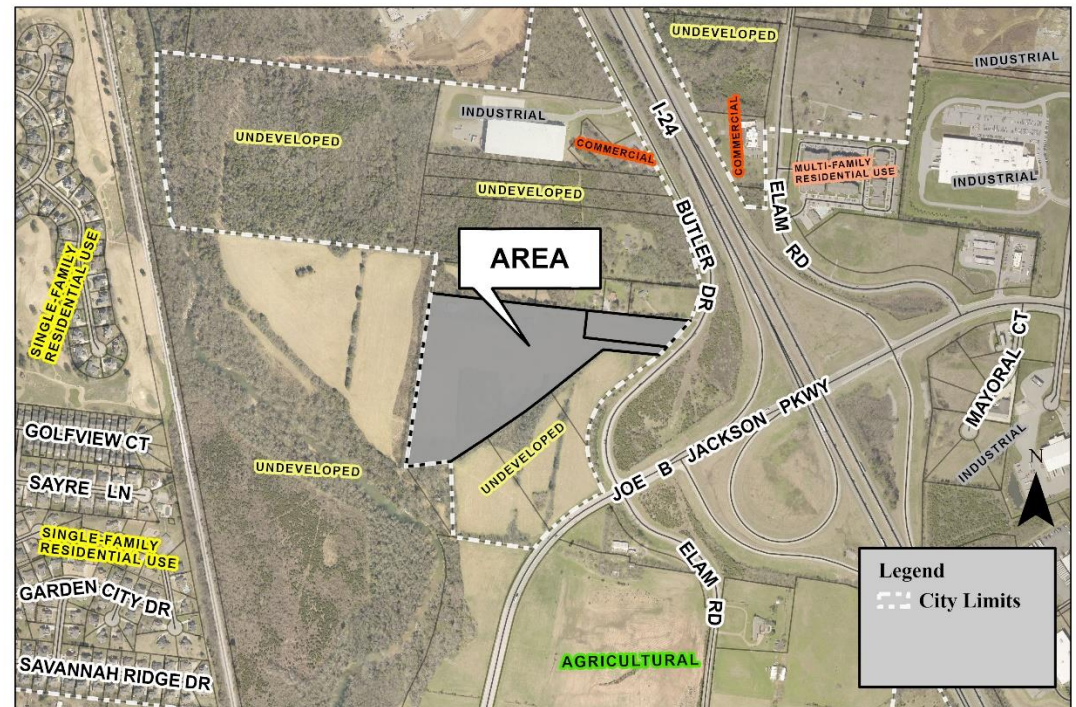 UNDEVELOPED
INDUSTRIAL
I-24
COMMERCIAL
UNDEVELOPED
INDUSTRIAL
COMMERCIAL
MULTI-FAMILY
RESIDENTIAL USE
INDUSTRIAL
UNDEVELOPED
ELAM RD
BUTLER DR
SINGLE-FAMILY
RESIDENTIAL USE
AREA
MAYORAL CT
JOE B JACKSON PKWY
GOLFVIEW CT
UNDEVELOPED
UNDEVELOPED
INDUSTRIAL
N
SAYRE LN
SINGLE-FAMILY
RESIDENTIAL USE
ELAM RD
GARDEN CITY DR
Legend
City Limits
AGRICULTURAL
SAVANNAH RIDGE DR